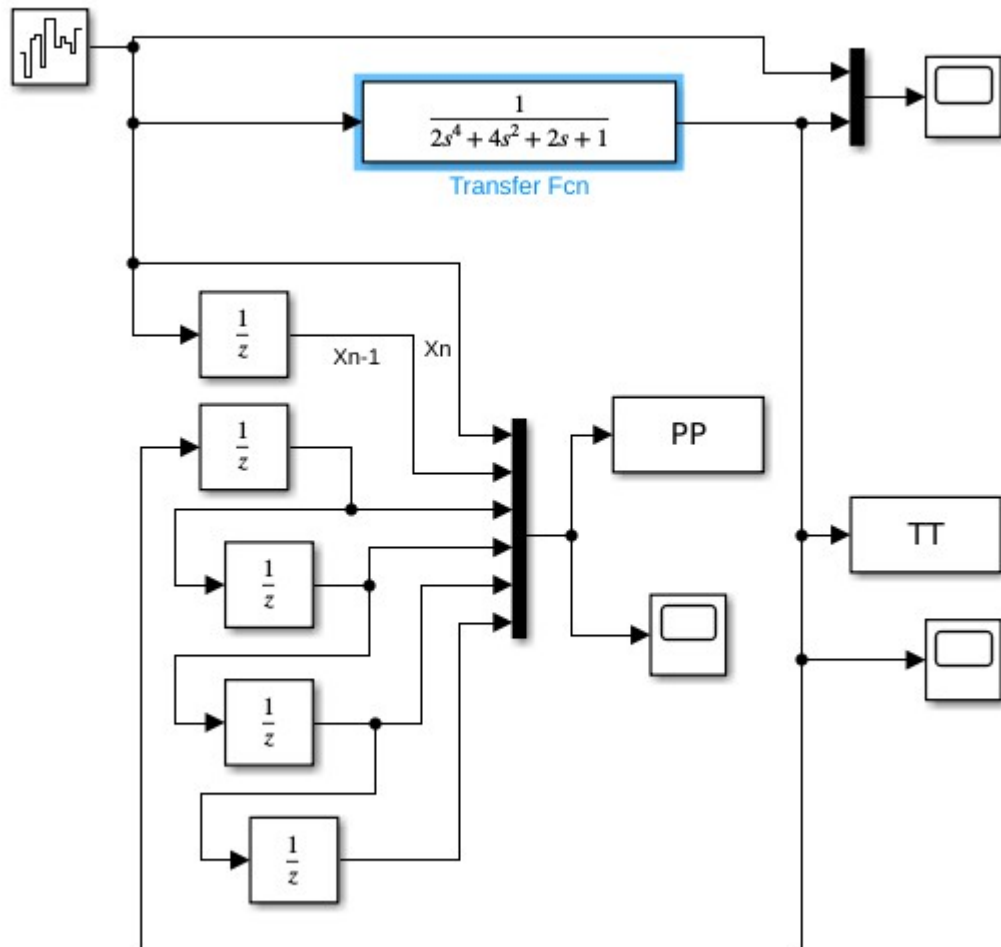 1
2s⁴ + 4s² + 2s + 1
Transfer Fcn
1
z
Xn-1
Xn
1
z
PP
TT
1
z
1
z
1
z